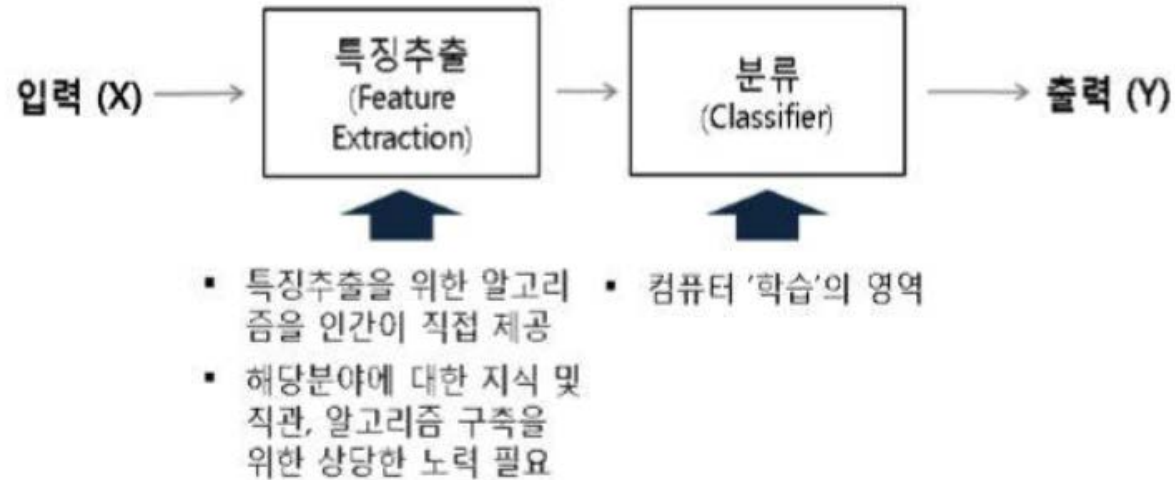 입력 (X)
특징추출
(Feature
Extraction)
분류
(Classifier)
출력 (Y)
▪ 특징추출을 위한 알고리
즘을 인간이 직접 제공
▪ 해당분야에 대한 지식 및
직관, 알고리즘 구축을
위한 상당한 노력 필요
▪ 컴퓨터 '학습'의 영역